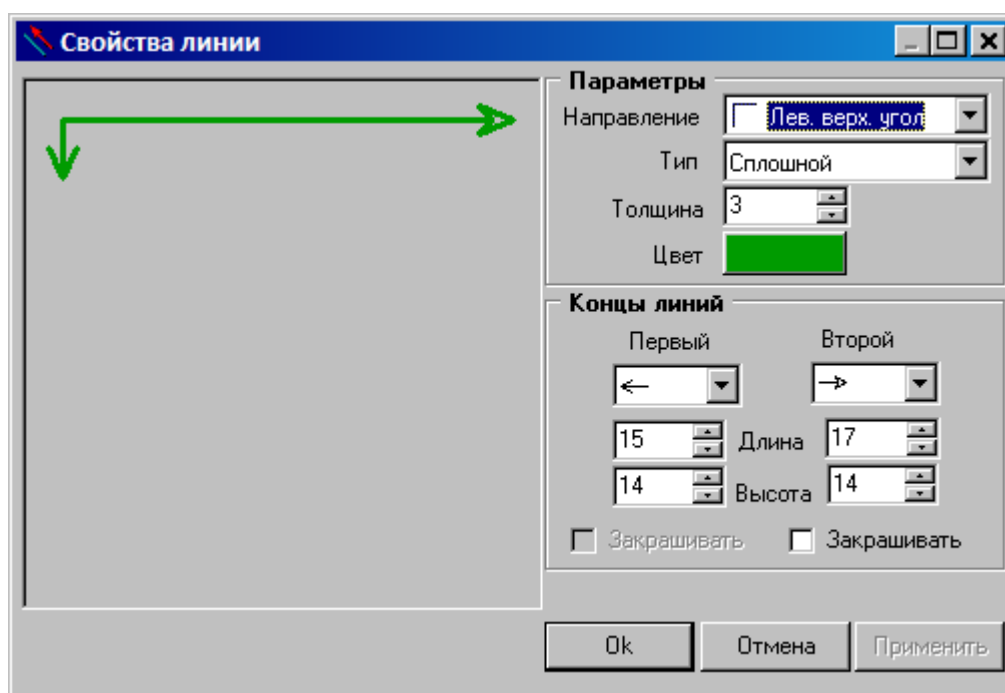 Свойства линии
Параметры
Направление Лев. верх. угол
Тип Сплошной
Толщина 3
Цвет
Концы линий
Первый Второй
15 Длина 17
14 Высота 14
Закрашивать Закрашивать
Ok Отмена Применить